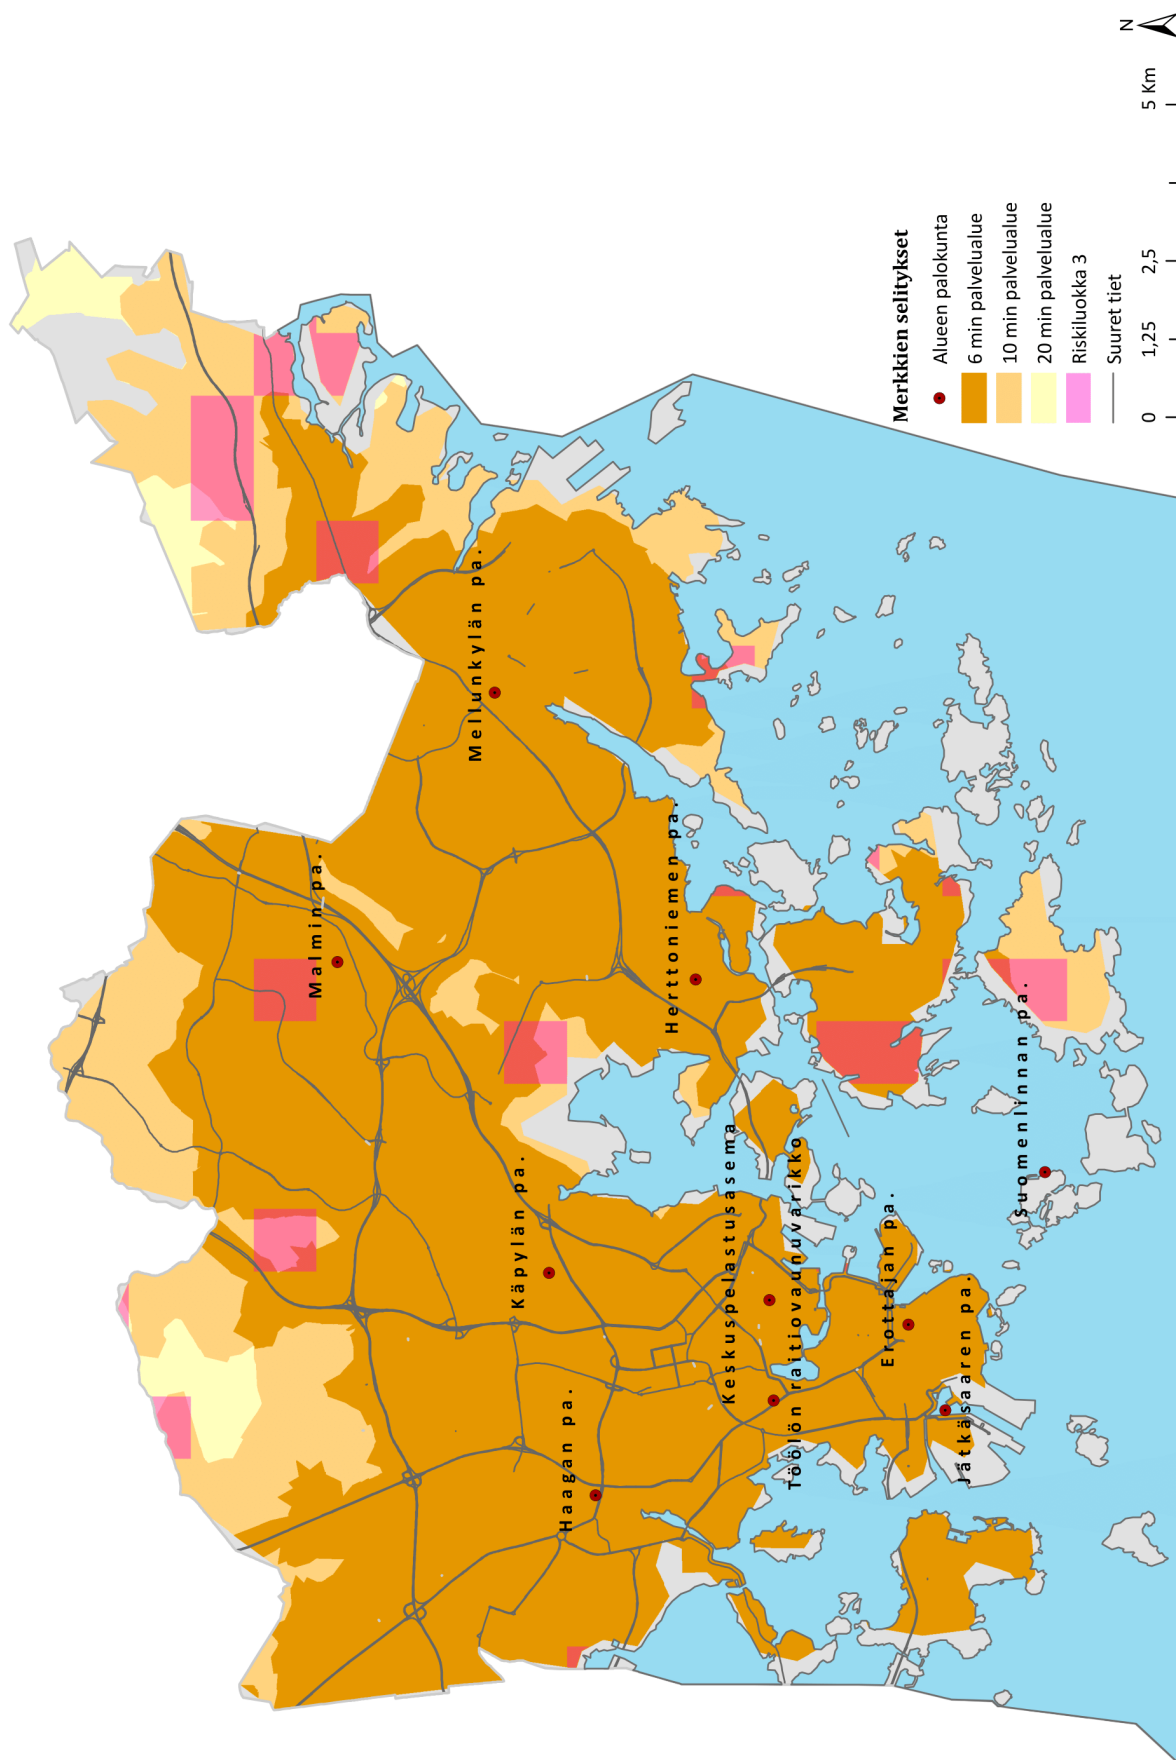 Malmin pa.
Mellunkylän pa.
Käpylän pa.
Haagan pa.
Herttoniemen pa.
Keskuspelastusasema
Töölön raitiovaunuvarikko
Erottajan pa.
Jätkäsaaren pa.
Suomenlinnan pa.
Merkkien selitykset
Alueen palokunta
6 min palvelualue
10 min palvelualue
20 min palvelualue
Riskiluokka 3
Suuret tiet
0 1,25 2,5 5 Km
N